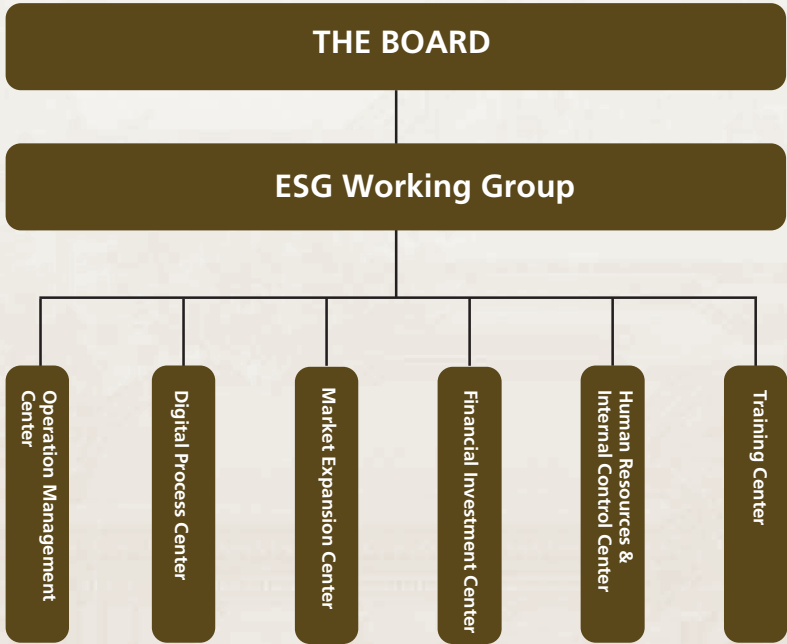 THE BOARD
ESG Working Group
Operation Management
Center
Digital Process Center
Market Expansion Center
Financial Investment Center
Human Resources &
Internal Control Center
Training Center